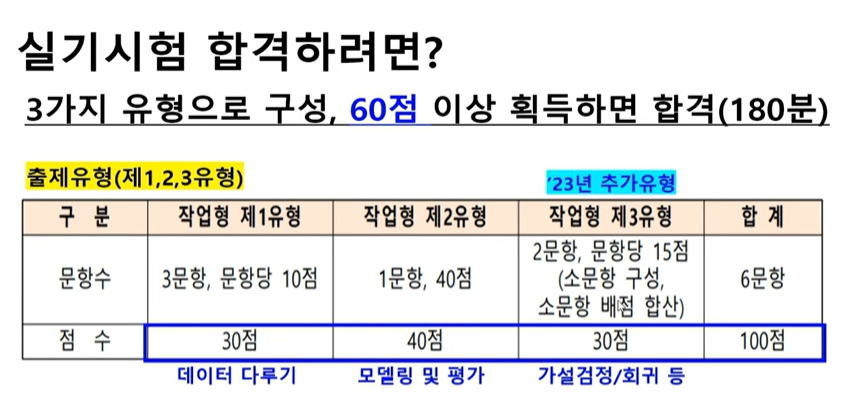 실기시험 합격하려면?
3가지 유형으로 구성, 60점 이상 획득하면 합격(180분)
출제유형(제1,2,3유형)
’23년 추가유형
구 분 작업형 제1유형 작업형 제2유형 작업형 제3유형 합 계
문항수 3문항, 문항당 10점 1문항, 40점 2문항, 문항당 15점 6문항
(소문항 구성,
소문항 배점 합산)
점 수 30점 40점 30점 100점
데이터 다루기 모델링 및 평가 가설검정/회귀 등